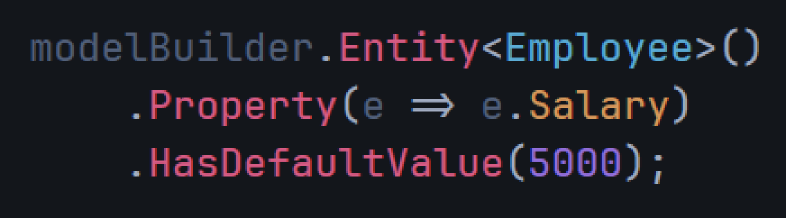 modelBuilder.Entity<Employee>()
.Property(e => e.Salary)
.HasDefaultValue(5000);